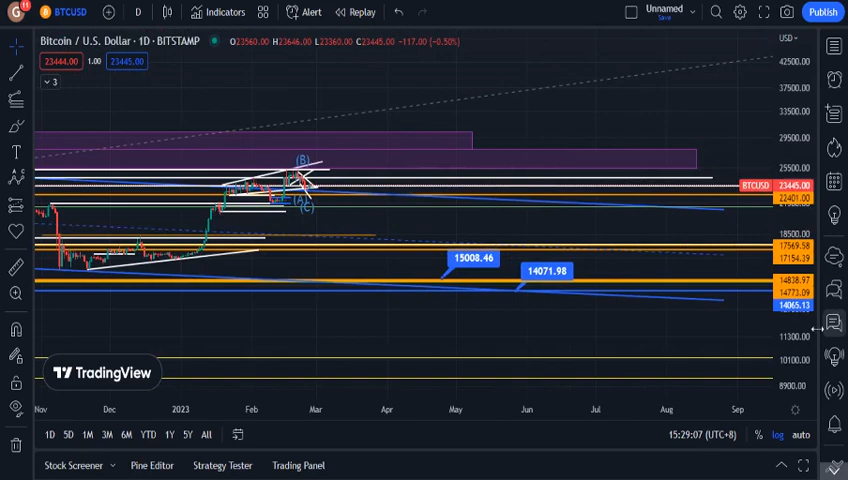 G 11 BTCUSD D Indicators Alert Replay Unnamed Save Publish
Bitcoin / U.S. Dollar · 1D · BITSTAMP O23560.00 H23646.00 L23360.00 C23445.00 -117.00 (-0.50%)
USD
23444.00 1.00 23445.00
42500.00
3
37500.00
33500.00
29500.00
(B)
25500.00
BTCUSD 23445.00
22401.00
(A)
(C)
18500.00
17569.58
17154.39
15008.46
14071.98
14838.97
14773.09
14065.13
11300.00
10100.00
TradingView
8900.00
Nov Dec 2023 Feb Mar Apr May Jun Jul Aug Sep
1D 5D 1M 3M 6M YTD 1Y 5Y All 15:29:07 (UTC+8) % log auto
Stock Screener Pine Editor Strategy Tester Trading Panel